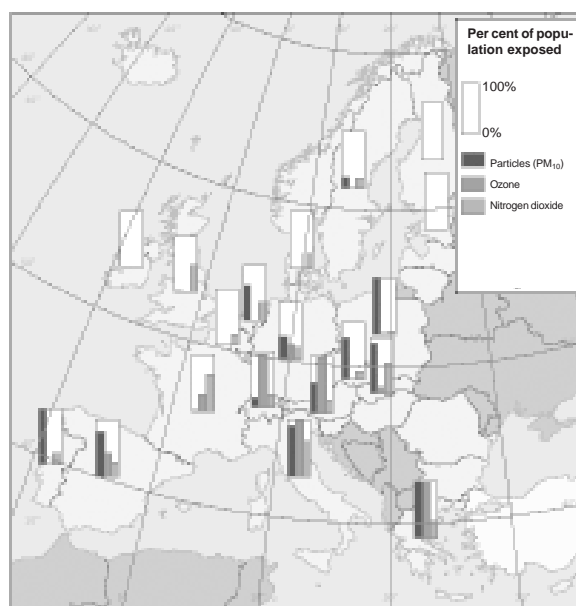 Per cent of popu-
lation exposed
100%
0%
Particles (PM₁₀)
Ozone
Nitrogen dioxide